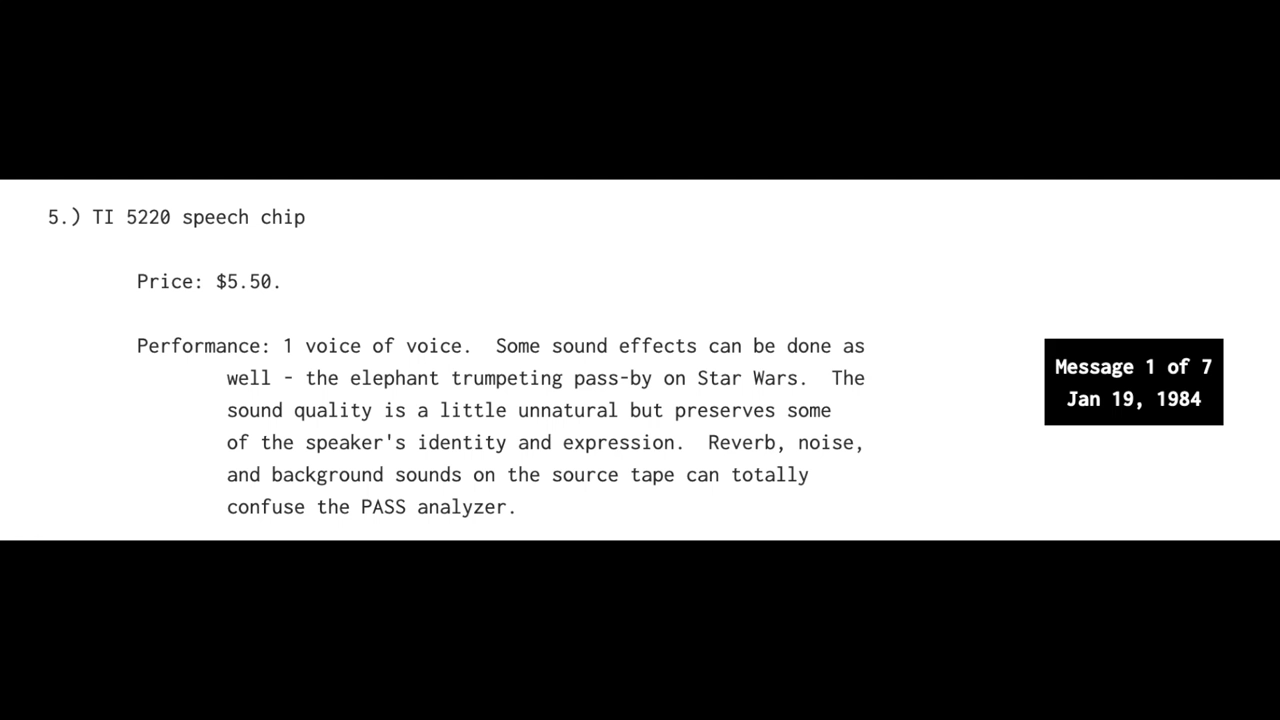 5.) TI 5220 speech chip
Price: $5.50.
Performance: 1 voice of voice.  Some sound effects can be done as
well - the elephant trumpeting pass-by on Star Wars.  The
sound quality is a little unnatural but preserves some
of the speaker's identity and expression.  Reverb, noise,
and background sounds on the source tape can totally
confuse the PASS analyzer.
Message 1 of 7
Jan 19, 1984